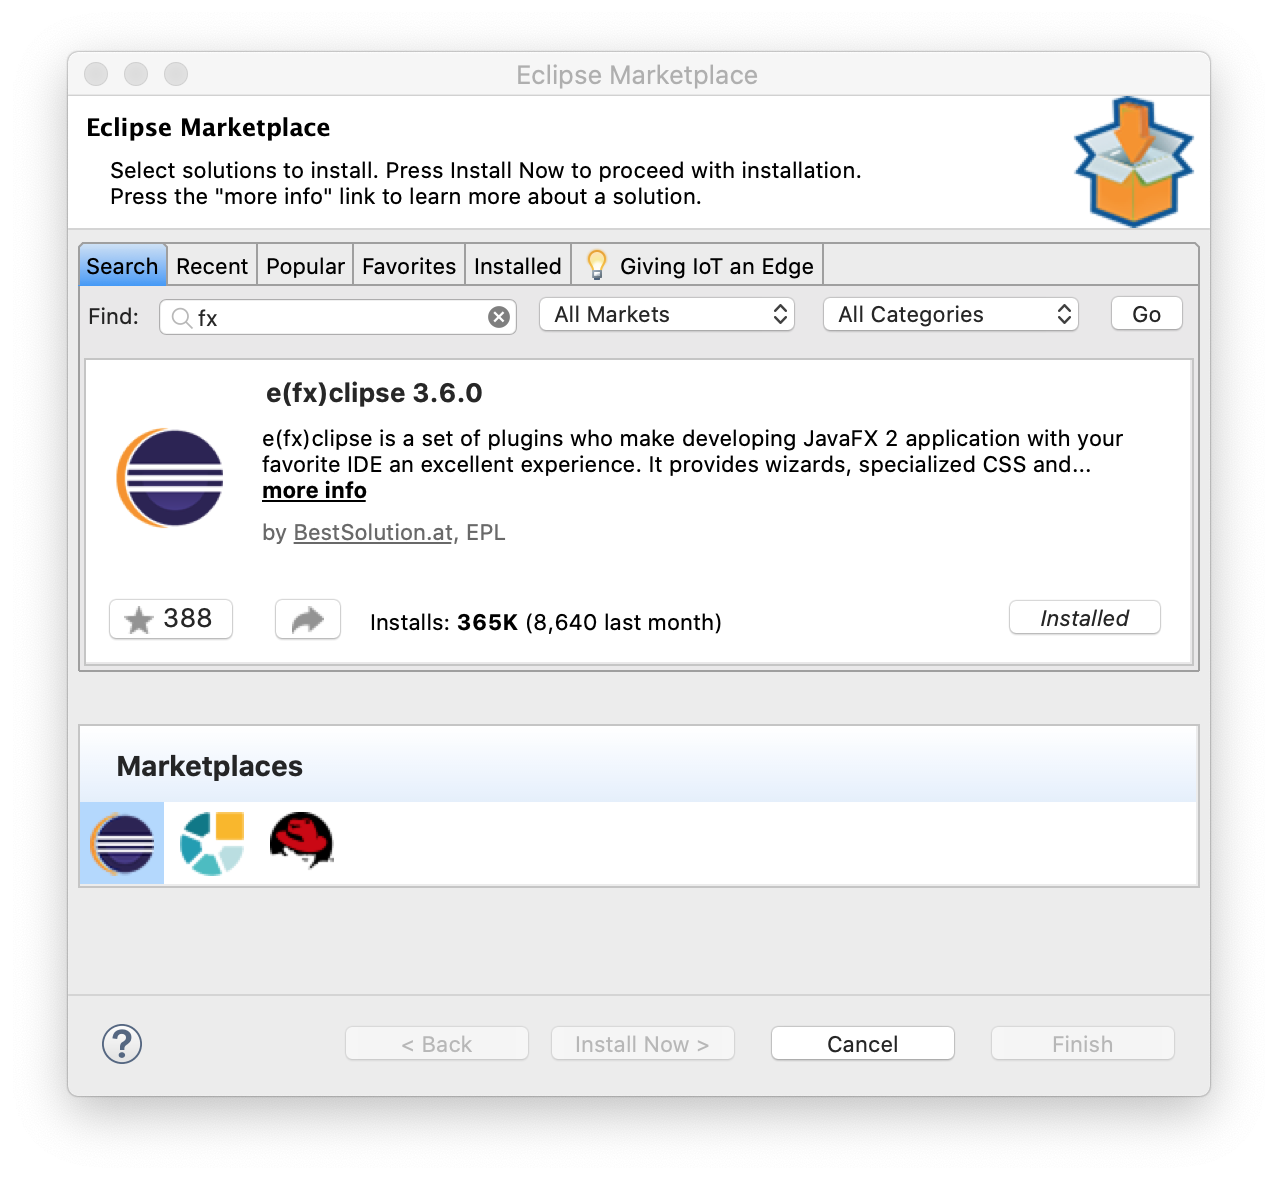 Eclipse Marketplace
Eclipse Marketplace
Select solutions to install. Press Install Now to proceed with installation.
Press the "more info" link to learn more about a solution.
Search Recent Popular Favorites Installed Giving IoT an Edge
Find: fx All Markets All Categories Go
e(fx)clipse 3.6.0
e(fx)clipse is a set of plugins who make developing JavaFX 2 application with your
favorite IDE an excellent experience. It provides wizards, specialized CSS and...
more info
by BestSolution.at, EPL
388 Installs: 365K (8,640 last month) Installed
Marketplaces
? < Back Install Now > Cancel Finish